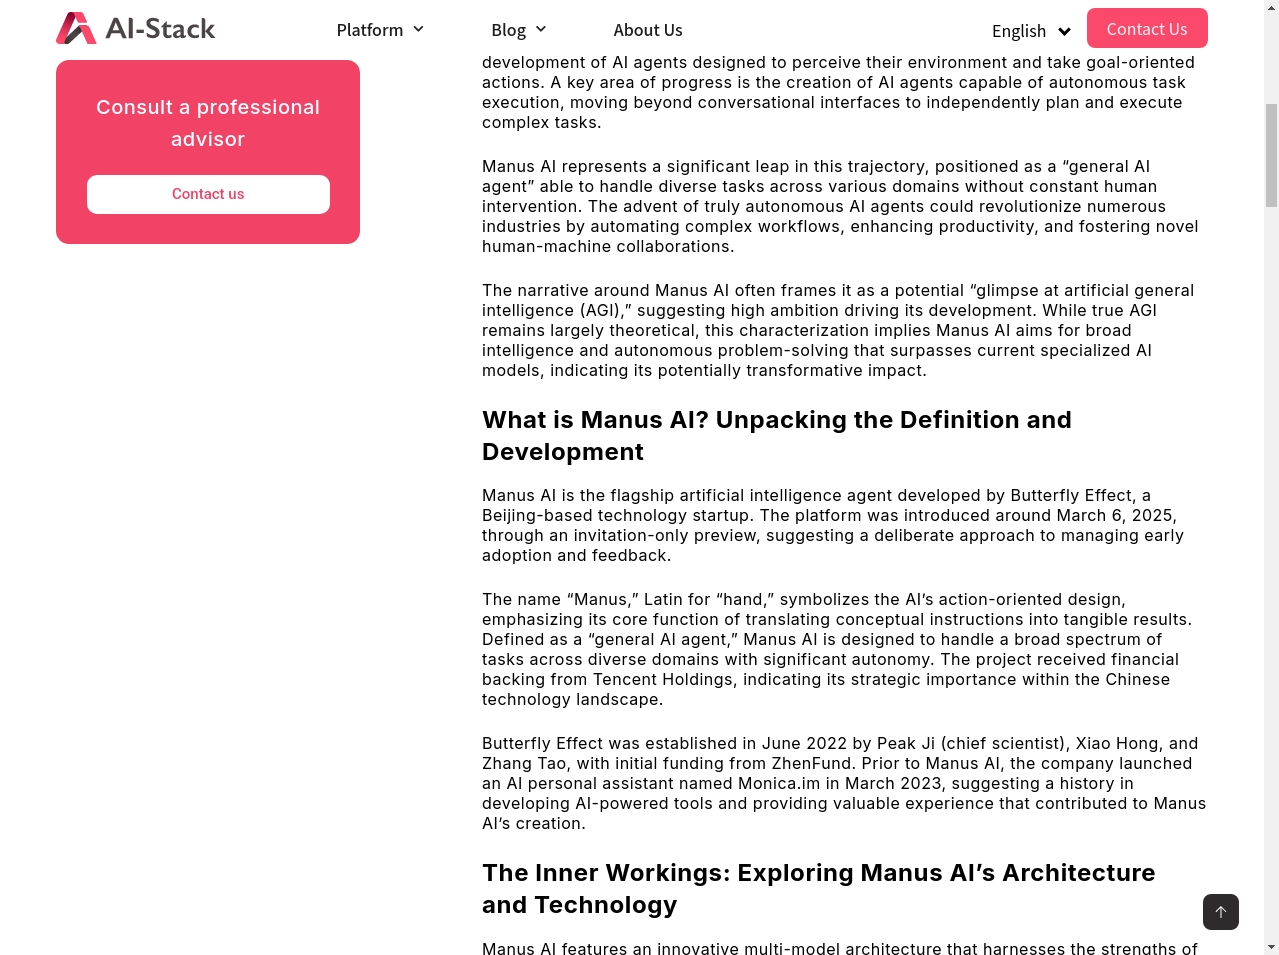 AI-Stack
Platform
Blog
About Us
English
Contact Us
Consult a professional
advisor
Contact us
development of AI agents designed to perceive their environment and take goal-oriented
actions. A key area of progress is the creation of AI agents capable of autonomous task
execution, moving beyond conversational interfaces to independently plan and execute
complex tasks.
Manus AI represents a significant leap in this trajectory, positioned as a “general AI
agent” able to handle diverse tasks across various domains without constant human
intervention. The advent of truly autonomous AI agents could revolutionize numerous
industries by automating complex workflows, enhancing productivity, and fostering novel
human-machine collaborations.
The narrative around Manus AI often frames it as a potential “glimpse at artificial general
intelligence (AGI),” suggesting high ambition driving its development. While true AGI
remains largely theoretical, this characterization implies Manus AI aims for broad
intelligence and autonomous problem-solving that surpasses current specialized AI
models, indicating its potentially transformative impact.
What is Manus AI? Unpacking the Definition and
Development
Manus AI is the flagship artificial intelligence agent developed by Butterfly Effect, a
Beijing-based technology startup. The platform was introduced around March 6, 2025,
through an invitation-only preview, suggesting a deliberate approach to managing early
adoption and feedback.
The name “Manus,” Latin for “hand,” symbolizes the AI’s action-oriented design,
emphasizing its core function of translating conceptual instructions into tangible results.
Defined as a “general AI agent,” Manus AI is designed to handle a broad spectrum of
tasks across diverse domains with significant autonomy. The project received financial
backing from Tencent Holdings, indicating its strategic importance within the Chinese
technology landscape.
Butterfly Effect was established in June 2022 by Peak Ji (chief scientist), Xiao Hong, and
Zhang Tao, with initial funding from ZhenFund. Prior to Manus AI, the company launched
an AI personal assistant named Monica.im in March 2023, suggesting a history in
developing AI-powered tools and providing valuable experience that contributed to Manus
AI’s creation.
The Inner Workings: Exploring Manus AI’s Architecture
and Technology
Manus AI features an innovative multi-model architecture that harnesses the strengths of